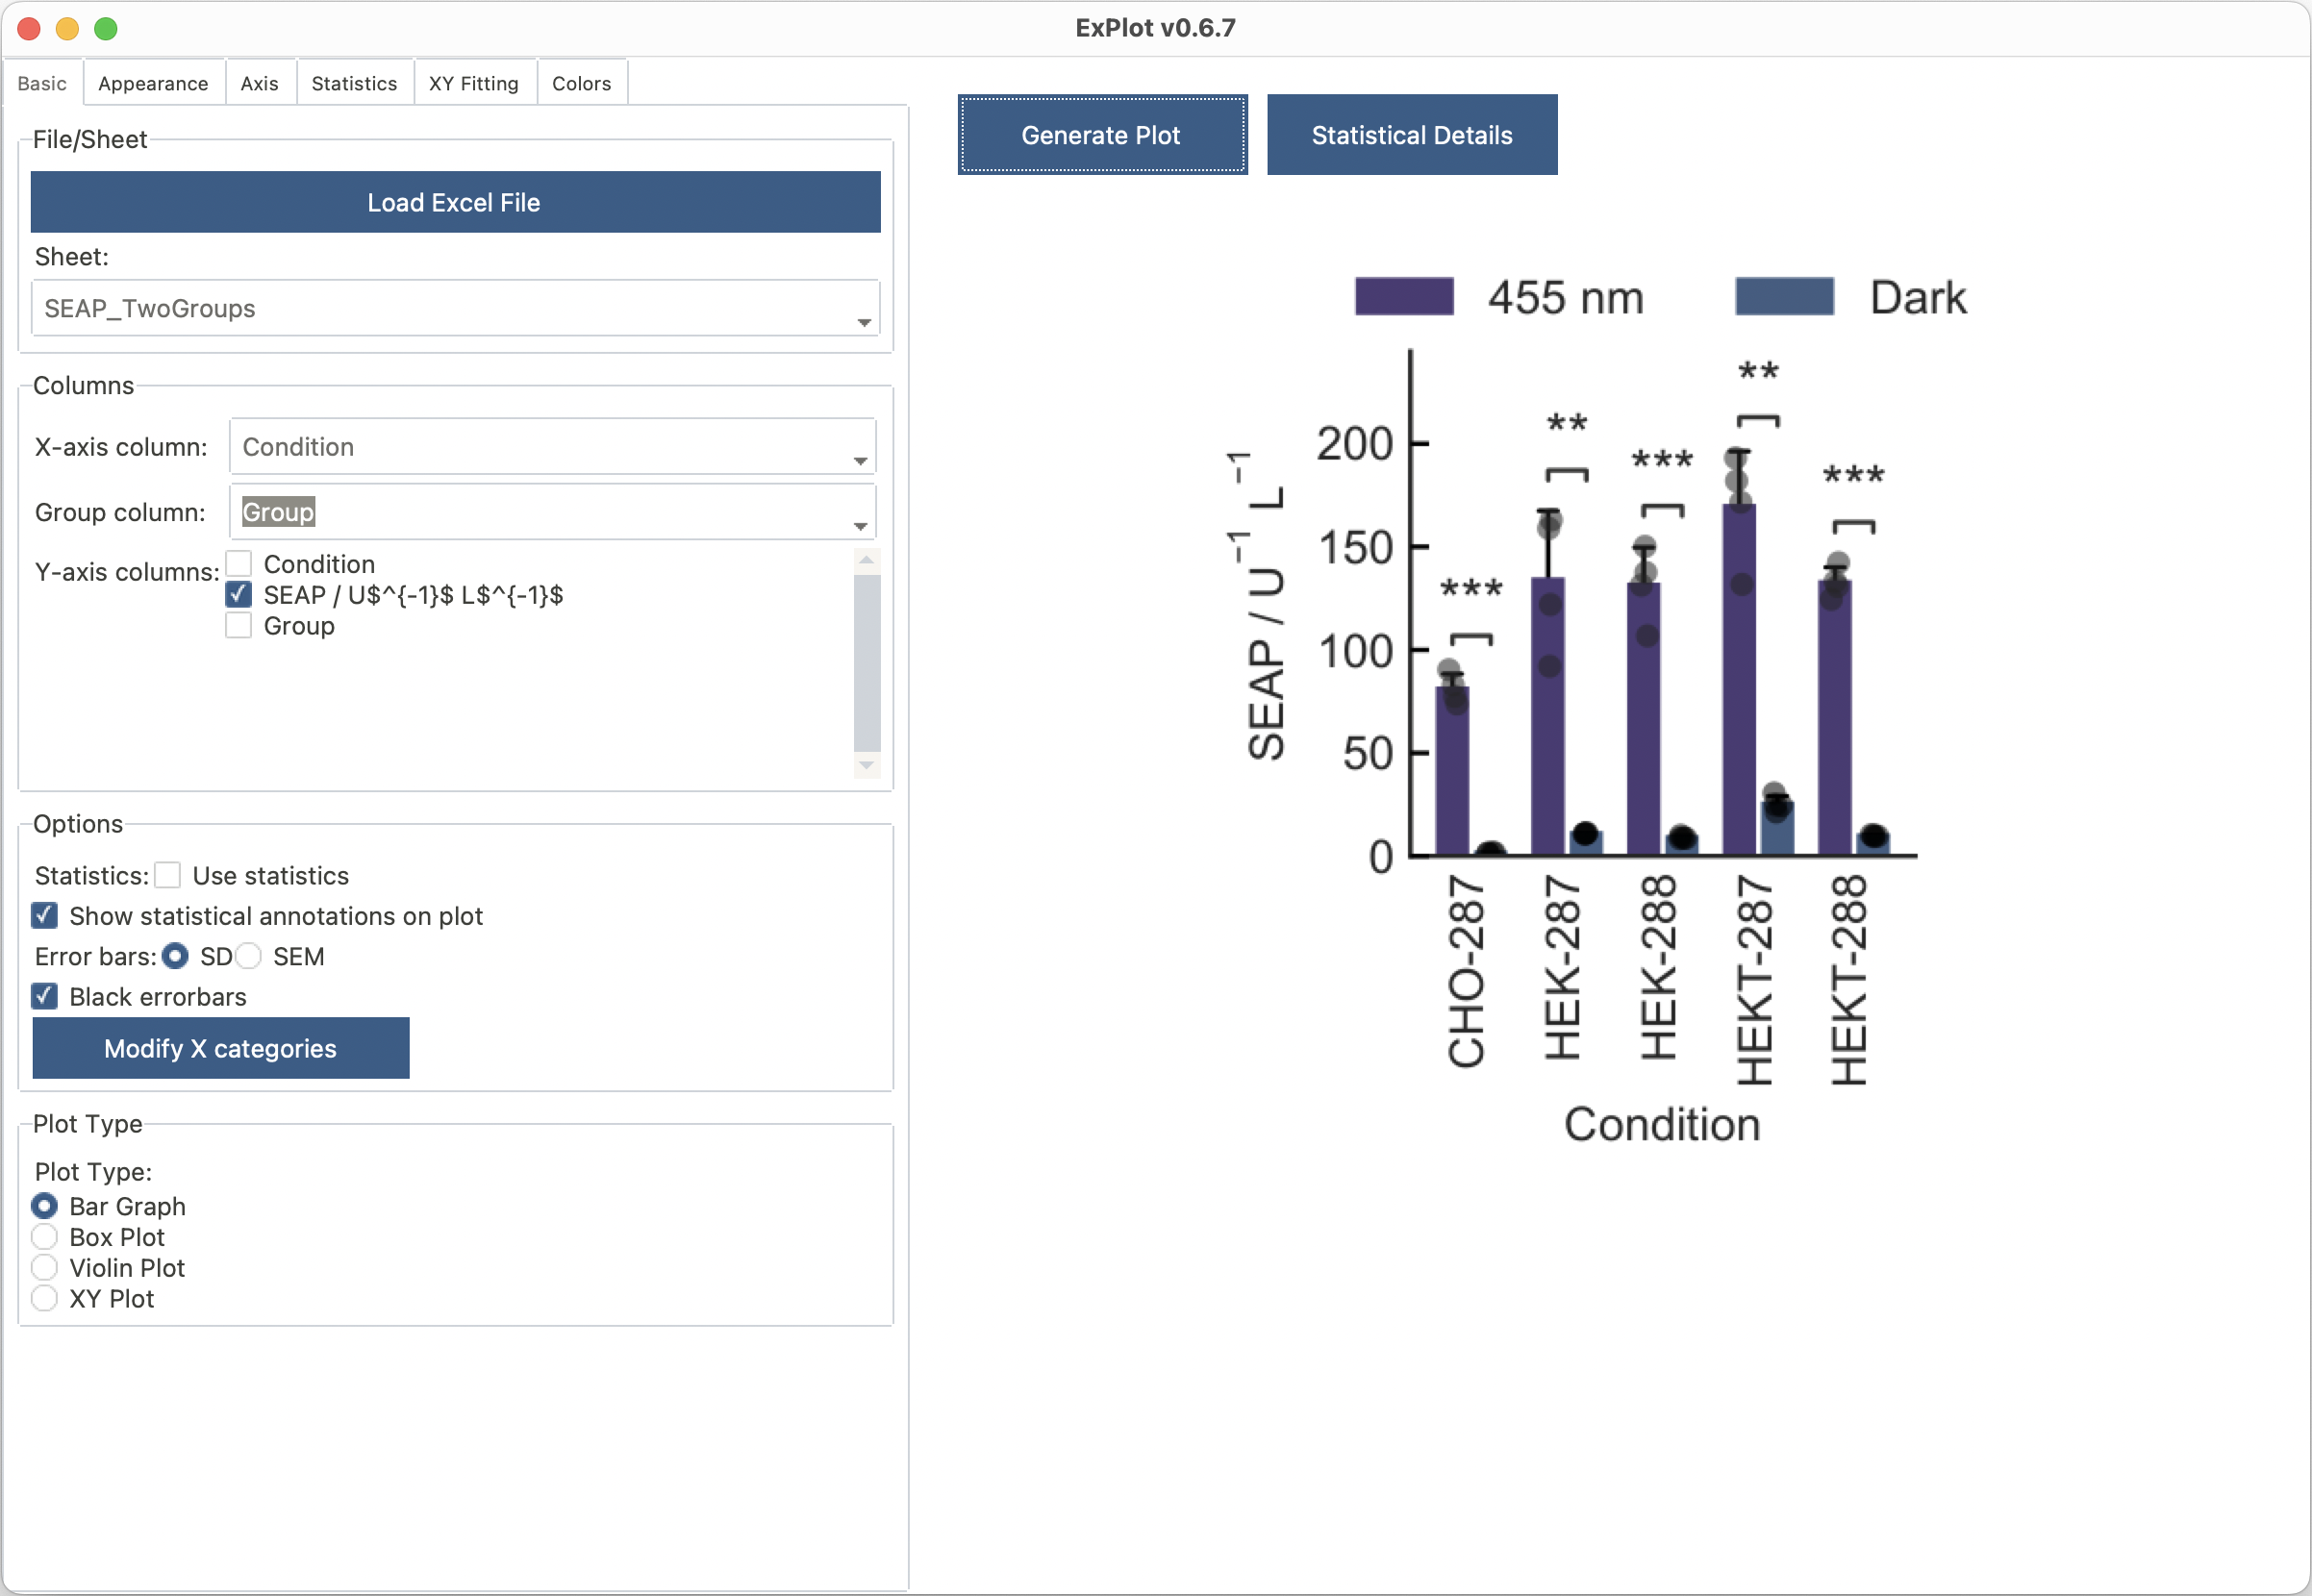 ExPlot v0.6.7
Basic Appearance Axis Statistics XY Fitting Colors
File/Sheet
Load Excel File
Sheet:
SEAP_TwoGroups
Columns
X-axis column: Condition
Group column: Group
Y-axis columns: Condition
SEAP / U$^{-1}$ L$^{-1}$
Group
Options
Statistics: Use statistics
Show statistical annotations on plot
Error bars: SD SEM
Black errorbars
Modify X categories
Plot Type
Plot Type:
Bar Graph
Box Plot
Violin Plot
XY Plot
Generate Plot Statistical Details
455 nm Dark
SEAP / U⁻¹ L⁻¹
200
150
100
50
0
***
**
***
**
***
CHO-287
HEK-287
HEK-288
HEKT-287
HEKT-288
Condition